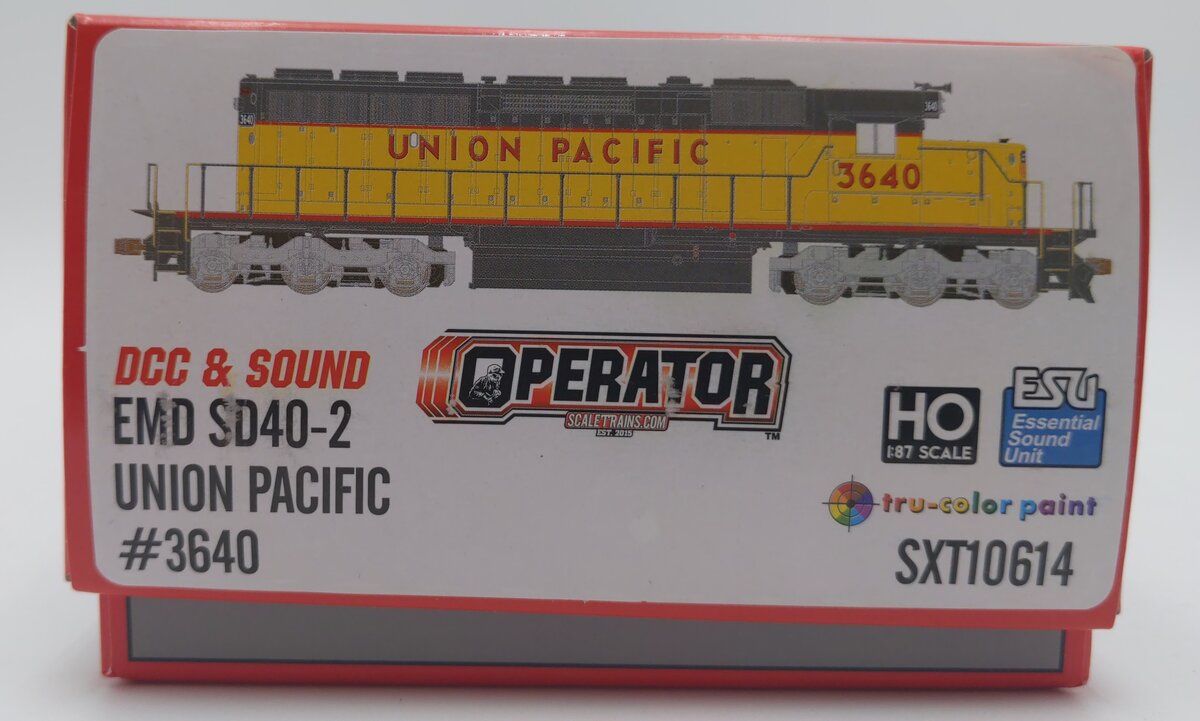 3640
3640
UNION PACIFIC
3640
DCC & SOUND
EMD SD40-2
UNION PACIFIC
#3640
OPERATOR
SCALETRAINS.COM
EST. 2015
TM
HO
1:87 SCALE
ESU
Essential
Sound
Unit
tru-color paint
SXT10614